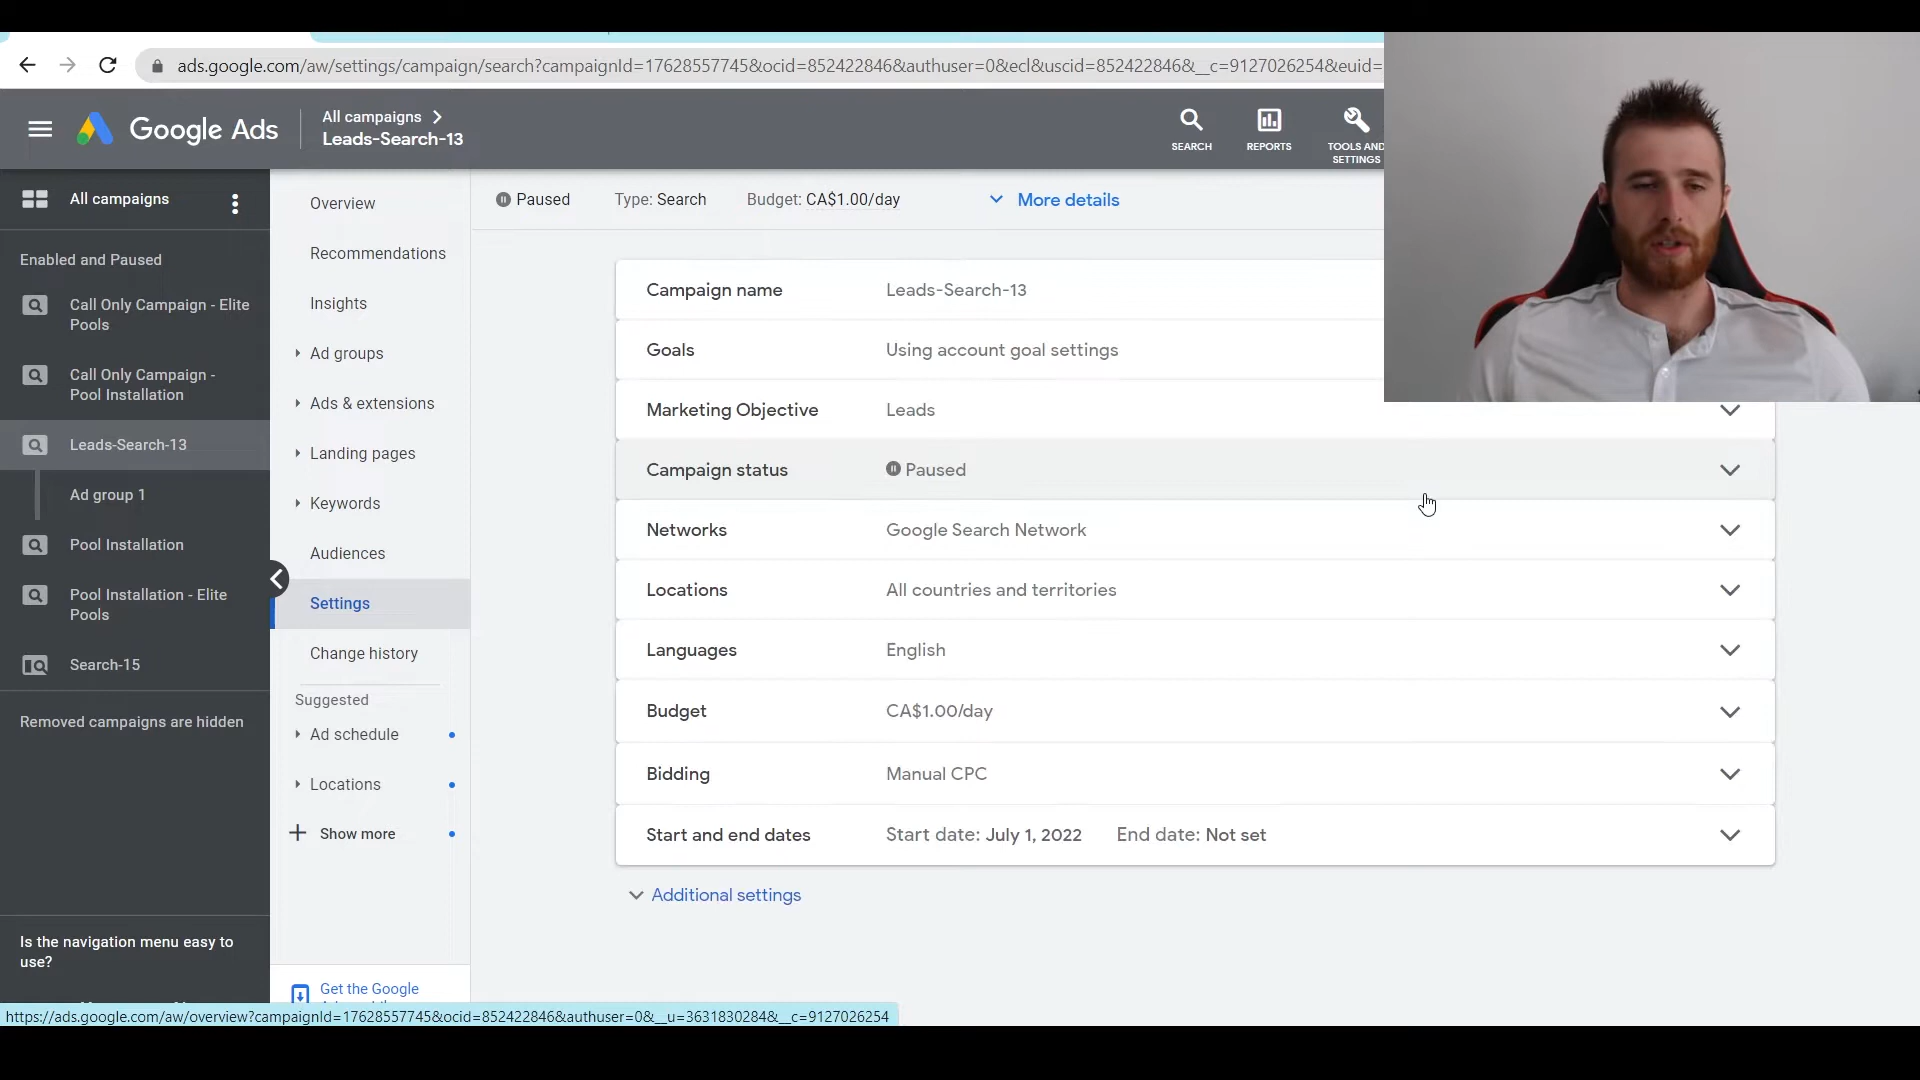 ads.google.com/aw/settings/campaign/search?campaignId=17628557745&ocid=852422846&authuser=0&ecl&uscid=852422846&__c=9127026254&euid=
Google Ads
All campaigns
Leads-Search-13
SEARCH
REPORTS
TOOLS AND
SETTINGS
All campaigns
Enabled and Paused
Call Only Campaign - Elite
Pools
Call Only Campaign -
Pool Installation
Leads-Search-13
Ad group 1
Pool Installation
Pool Installation - Elite
Pools
Search-15
Removed campaigns are hidden
Is the navigation menu easy to
use?
Overview
Recommendations
Insights
Ad groups
Ads & extensions
Landing pages
Keywords
Audiences
Settings
Change history
Suggested
Ad schedule
Locations
Show more
Get the Google
Paused Type: Search Budget: CA$1.00/day More details
Campaign name Leads-Search-13
Goals Using account goal settings
Marketing Objective Leads
Campaign status Paused
Networks Google Search Network
Locations All countries and territories
Languages English
Budget CA$1.00/day
Bidding Manual CPC
Start and end dates Start date: July 1, 2022 End date: Not set
Additional settings
https://ads.google.com/aw/overview?campaignId=17628557745&ocid=852422846&authuser=0&__u=3631830284&__c=9127026254